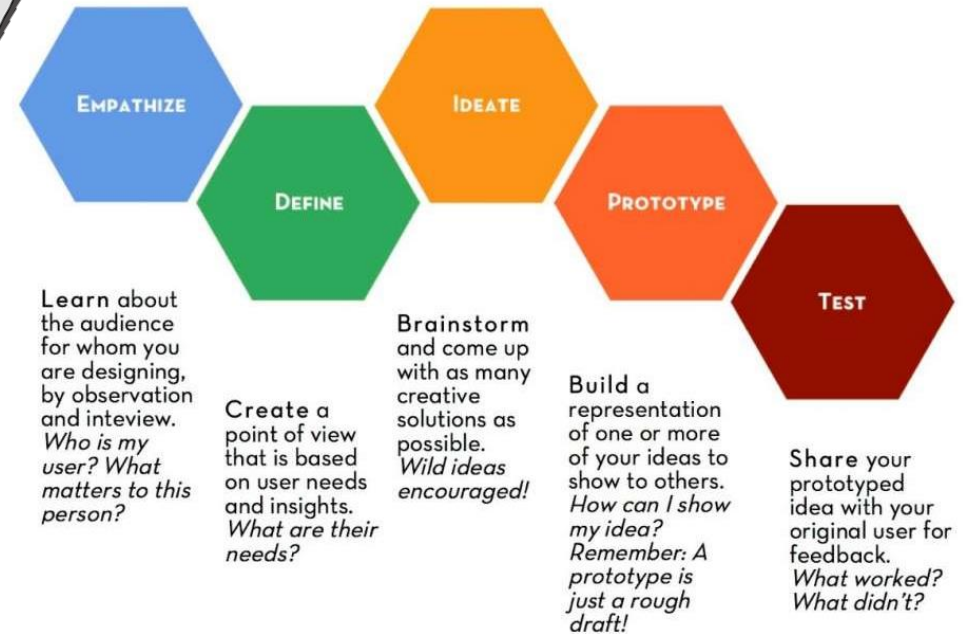 EMPATHIZE
Learn about
the audience
for whom you
are designing,
by observation
and inteview.
Who is my
user? What
matters to this
person?
DEFINE
Create a
point of view
that is based
on user needs
and insights.
What are their
needs?
IDEATE
Brainstorm
and come up
with as many
creative
solutions as
possible.
Wild ideas
encouraged!
PROTOTYPE
Build a
representation
of one or more
of your ideas to
show to others.
How can I show
my idea?
Remember: A
prototype is
just a rough
draft!
TEST
Share your
prototyped
idea with your
original user for
feedback.
What worked?
What didn't?